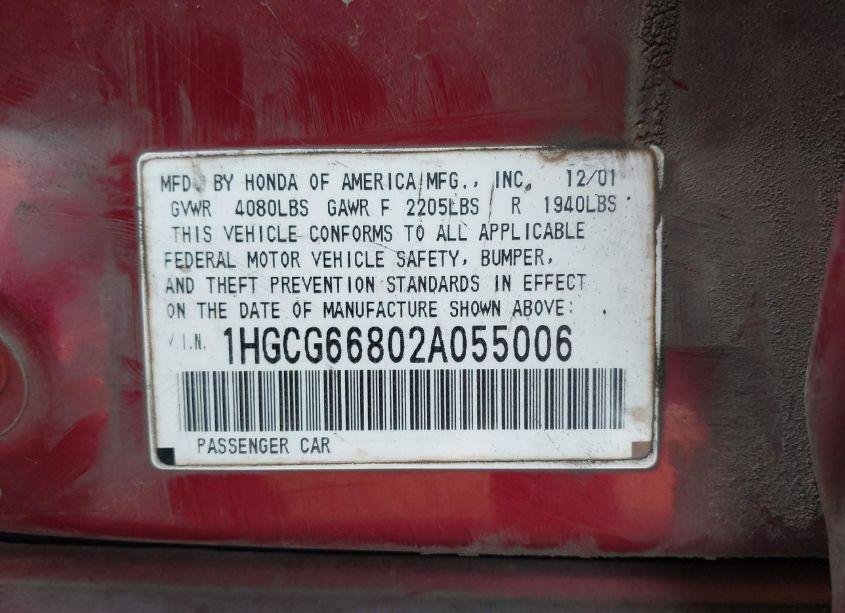 MFD. BY HONDA OF AMERICA MFG., INC. 12/01
GVWR 4080LBS GAWR F 2205LBS R 1940LBS
THIS VEHICLE CONFORMS TO ALL APPLICABLE
FEDERAL MOTOR VEHICLE SAFETY, BUMPER,
AND THEFT PREVENTION STANDARDS IN EFFECT
ON THE DATE OF MANUFACTURE SHOWN ABOVE:
V.I.N. 1HGCG66802A055006
PASSENGER CAR